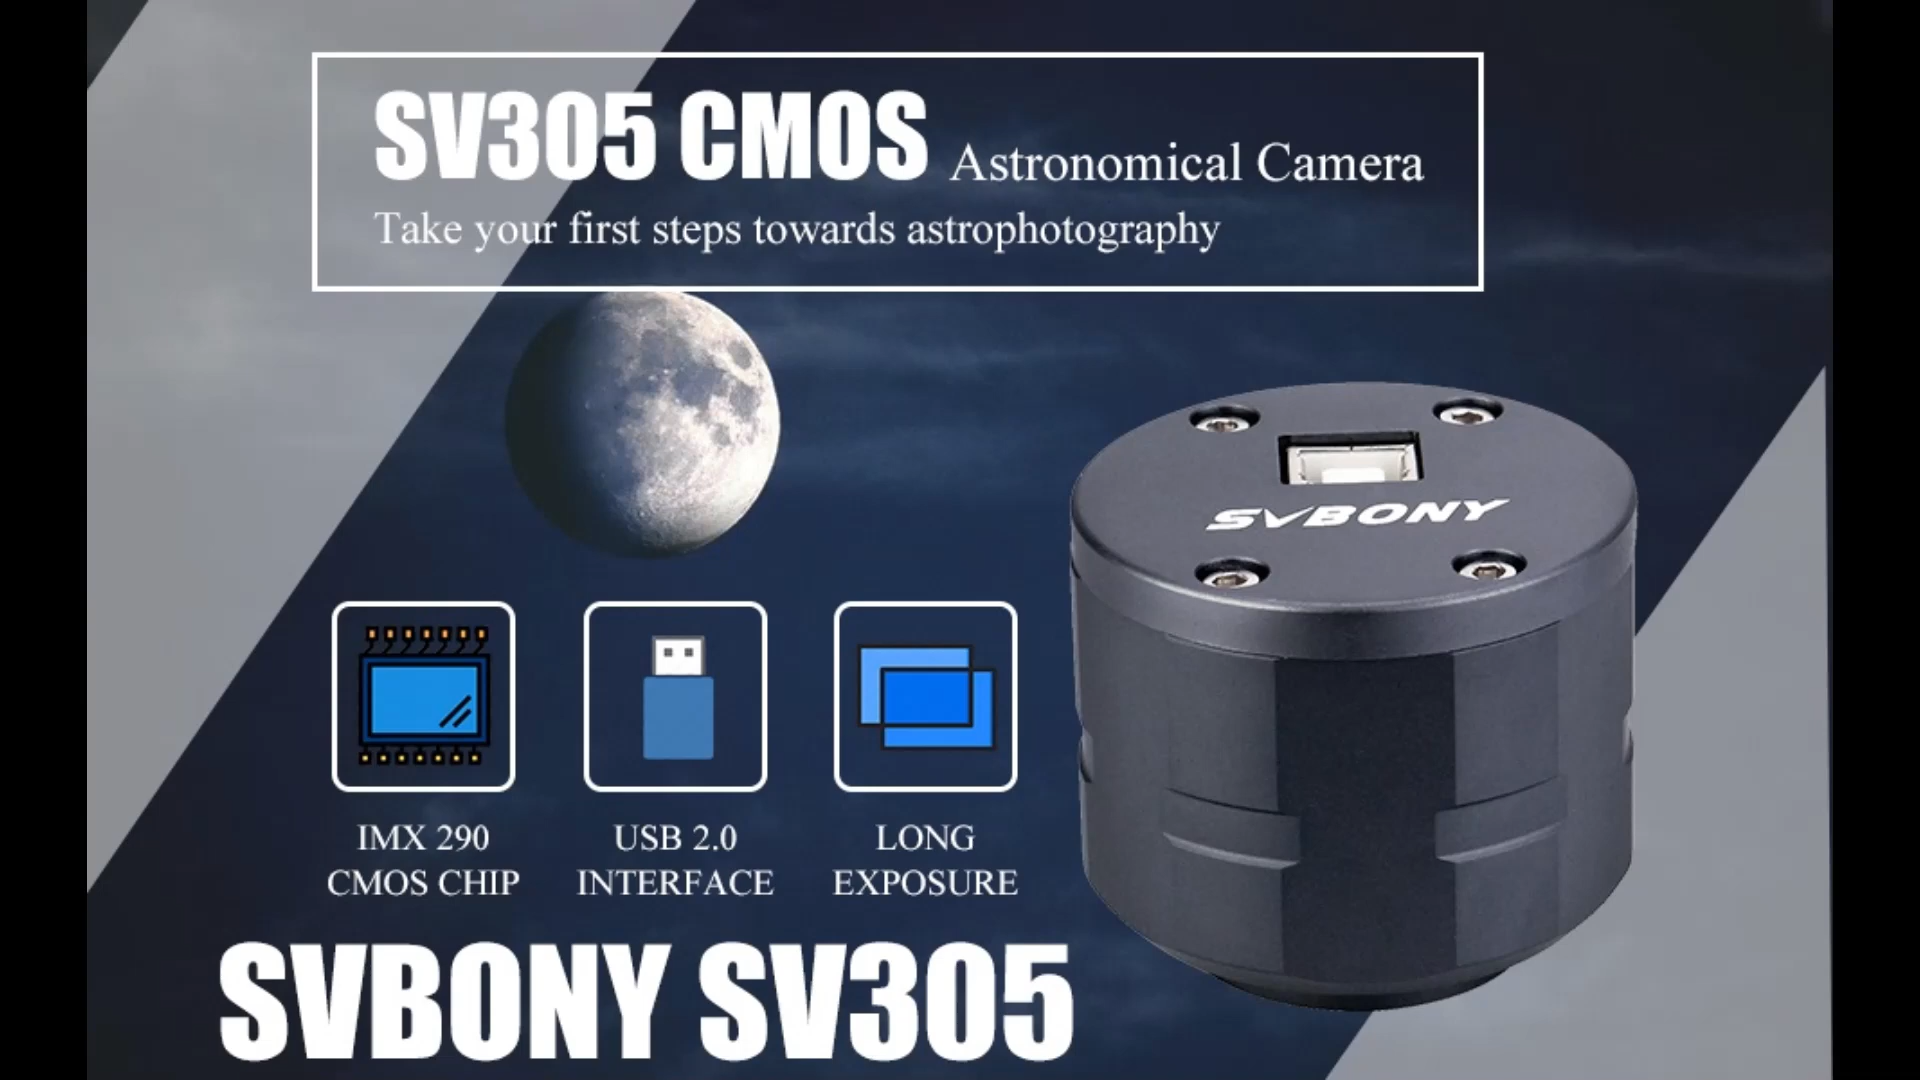 SV305 CMOS Astronomical Camera
Take your first steps towards astrophotography
SVBONY
IMX 290
CMOS CHIP
USB 2.0
INTERFACE
LONG
EXPOSURE
SVBONY SV305